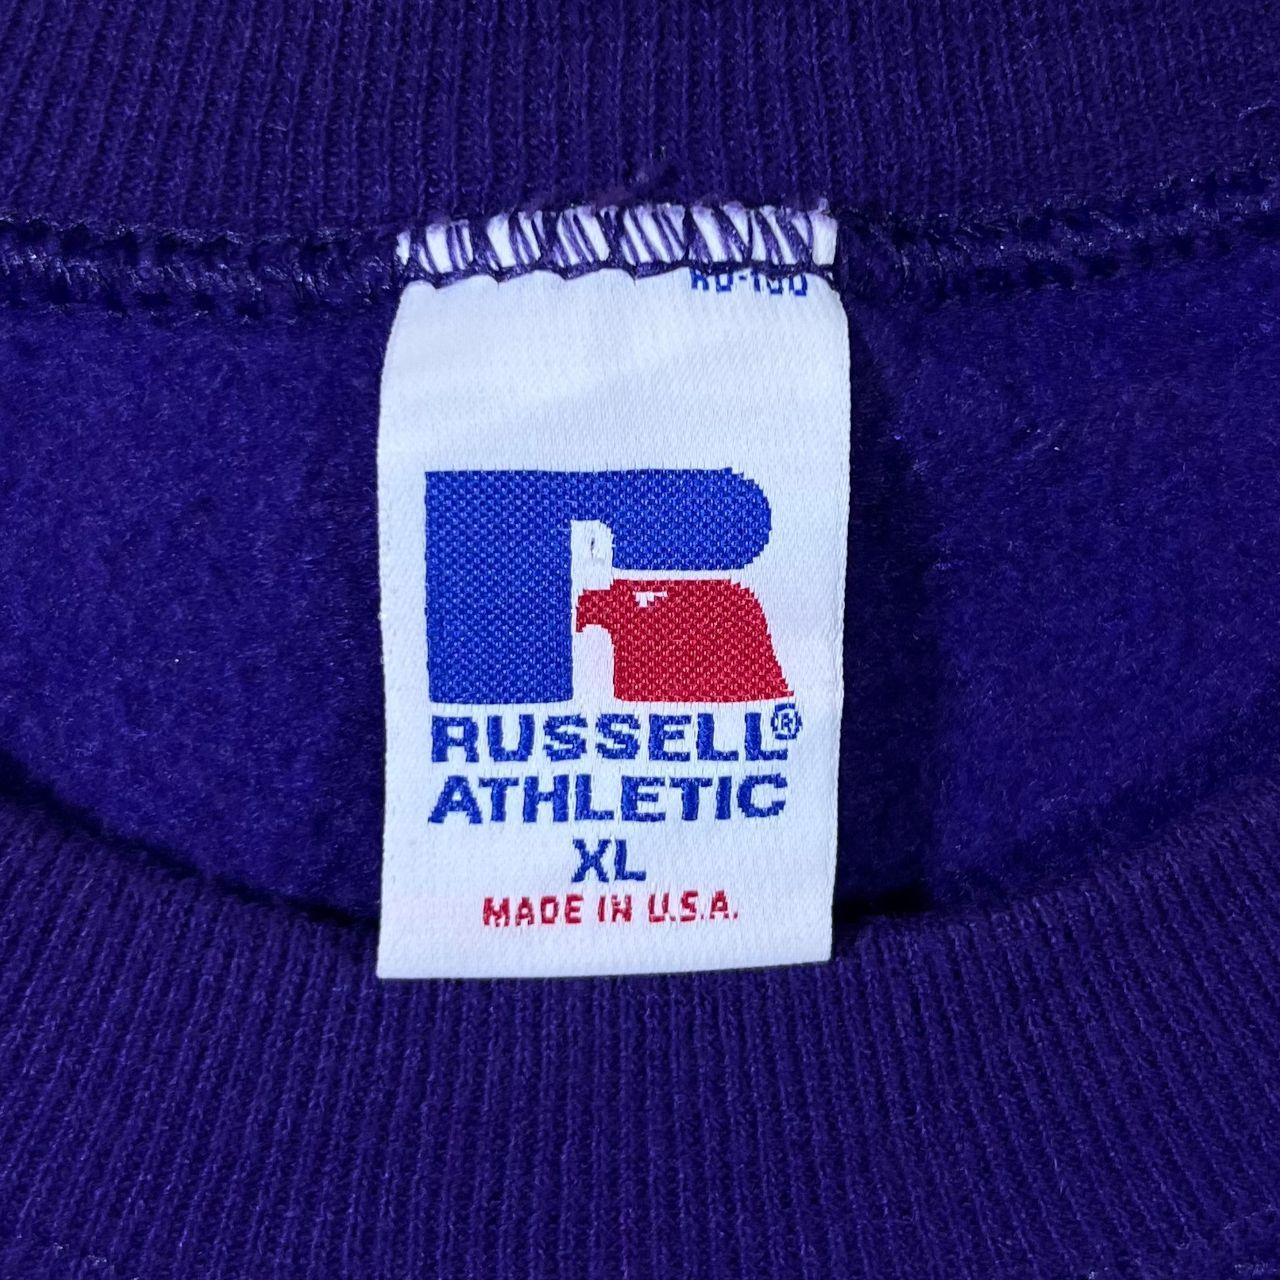 RUSSELL®
ATHLETIC
XL
MADE IN U.S.A.